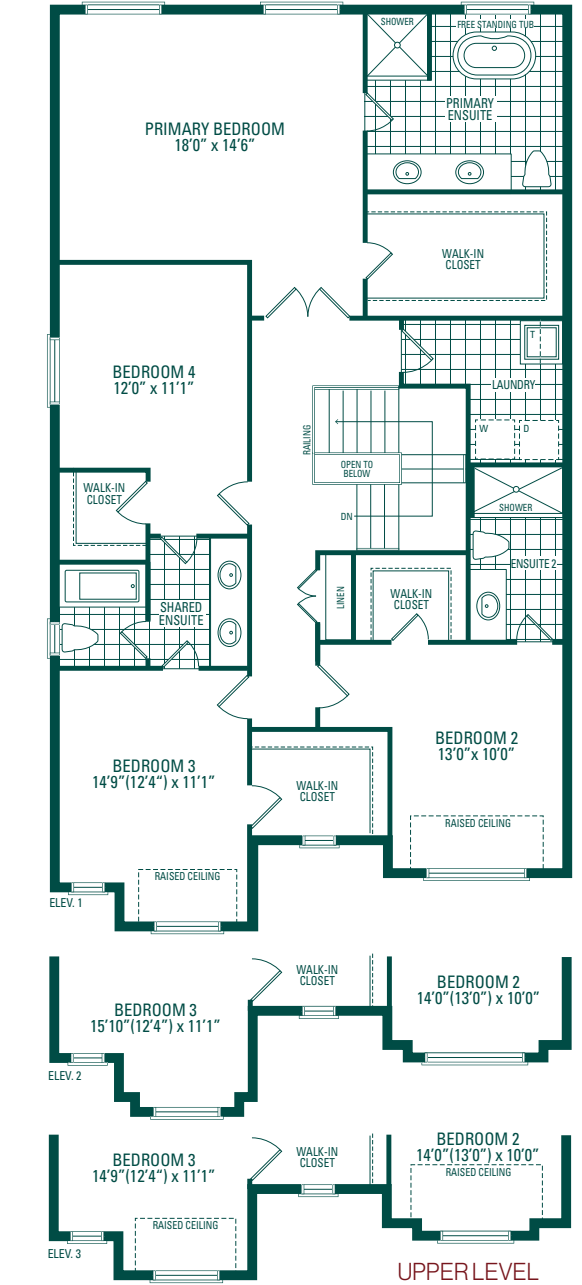 SHOWER
FREE STANDING TUB
PRIMARY
ENSUITE
PRIMARY BEDROOM
18'0” x 14'6”
WALK-IN
CLOSET
BEDROOM 4
12'0” x 11'1”
T
LAUNDRY
W D
RAILING
OPEN TO
BELOW
DN
WALK-IN
CLOSET
SHOWER
ENSUITE 2
SHARED
ENSUITE
LINEN
WALK-IN
CLOSET
BEDROOM 2
13'0”x 10'0”
BEDROOM 3
14'9”(12'4“) x 11'1”
WALK-IN
CLOSET
RAISED CEILING
RAISED CEILING
ELEV. 1
WALK-IN
CLOSET
BEDROOM 2
14'0”(13'0”) x 10'0”
BEDROOM 3
15'10”(12'4”) x 11'1”
ELEV. 2
BEDROOM 2
14'0”(13'0”) x 10'0”
WALK-IN
CLOSET
BEDROOM 3
14'9”(12'4“) x 11'1”
RAISED CEILING
RAISED CEILING
ELEV. 3
UPPER LEVEL